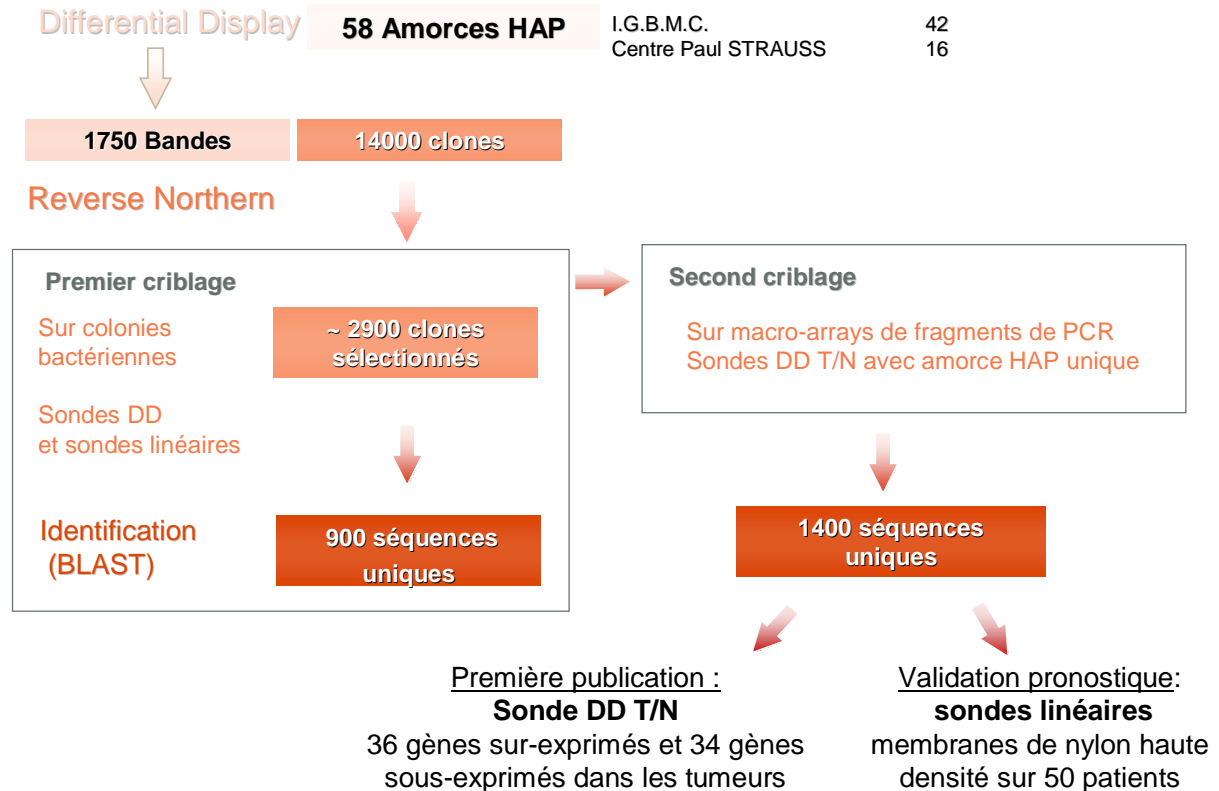 Differential Display
58 Amorces HAP
I.G.B.M.C. 42
Centre Paul STRAUSS 16
1750 Bandes
14000 clones
Reverse Northern
Premier criblage
Sur colonies
bactériennes
~ 2900 clones
sélectionnés
Sondes DD
et sondes linéaires
Identification
(BLAST)
900 séquences
uniques
Second criblage
Sur macro-arrays de fragments de PCR
Sondes DD T/N avec amorce HAP unique
1400 séquences
uniques
Première publication :
Sonde DD T/N
36 gènes sur-exprimés et 34 gènes
sous-exprimés dans les tumeurs
Validation pronostique:
sondes linéaires
membranes de nylon haute
densité sur 50 patients